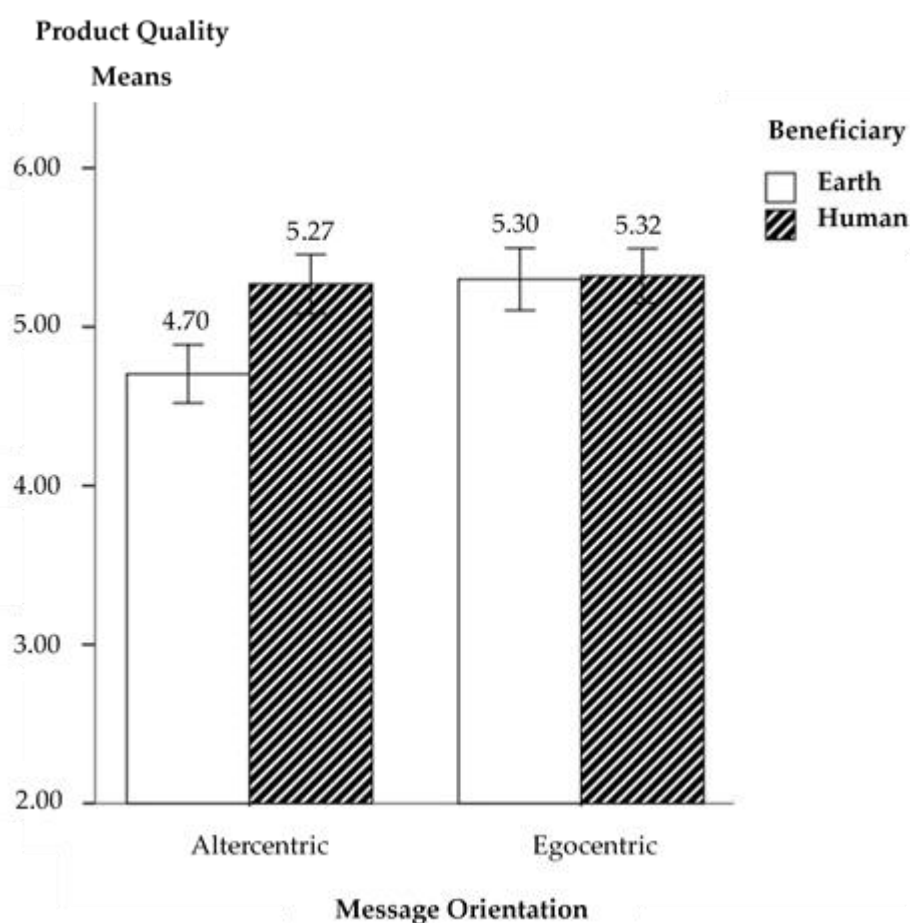 Product Quality
Means
Beneficiary
Earth
Human
6.00
5.00
4.00
3.00
2.00
4.70
5.27
5.30
5.32
Altercentric
Egocentric
Message Orientation